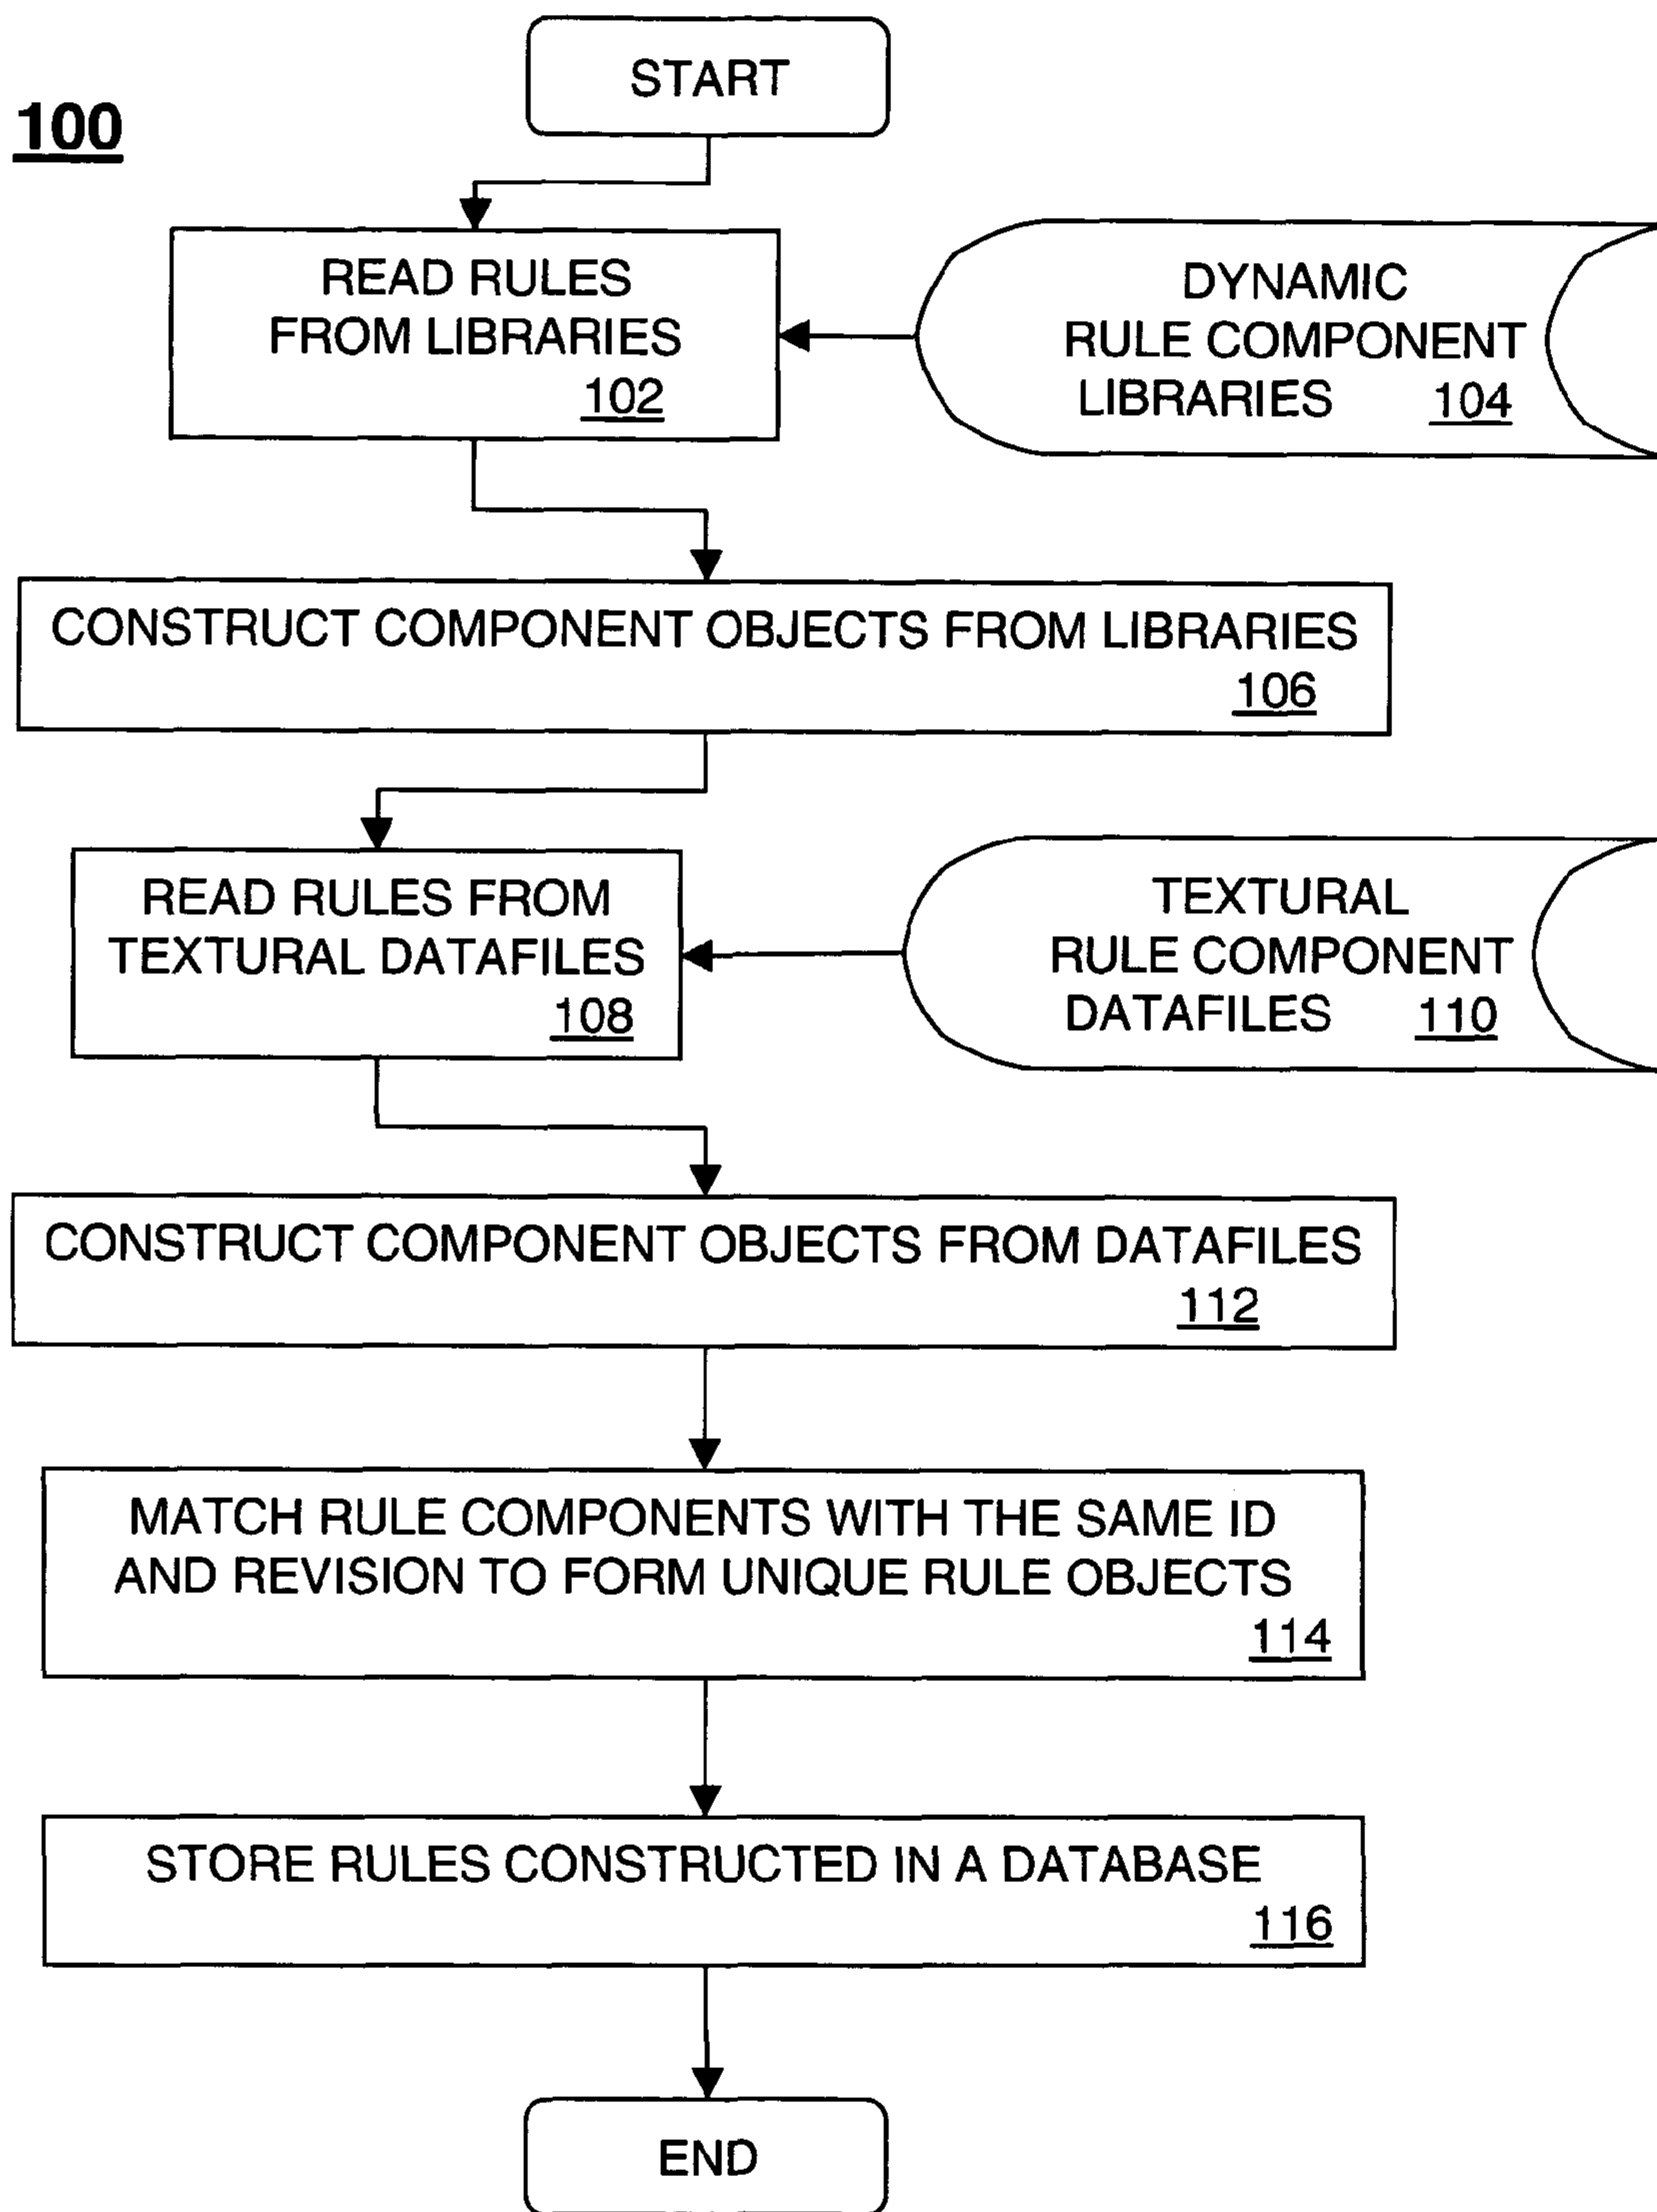 START
100
READ RULES
FROM LIBRARIES
102
DYNAMIC
RULE COMPONENT
LIBRARIES 104
CONSTRUCT COMPONENT OBJECTS FROM LIBRARIES
106
READ RULES FROM
TEXTURAL DATAFILES
108
TEXTURAL
RULE COMPONENT
DATAFILES 110
CONSTRUCT COMPONENT OBJECTS FROM DATAFILES
112
MATCH RULE COMPONENTS WITH THE SAME ID
AND REVISION TO FORM UNIQUE RULE OBJECTS
114
STORE RULES CONSTRUCTED IN A DATABASE
116
END